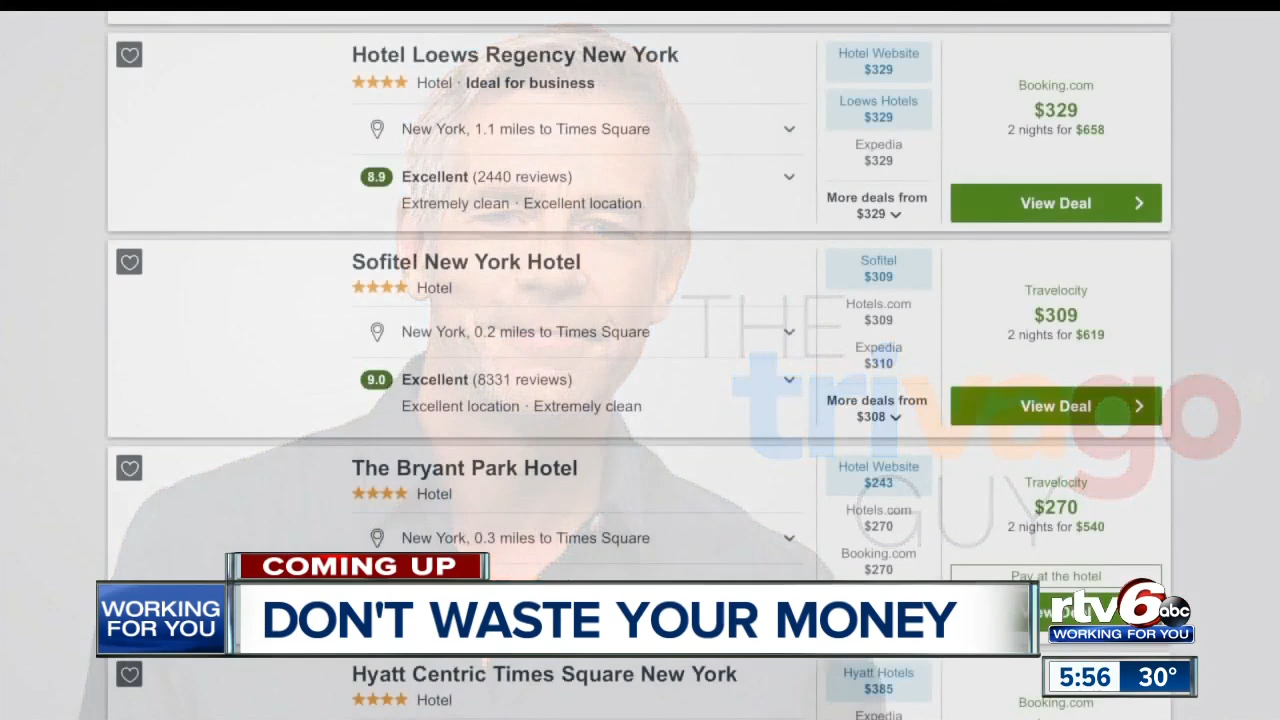 Hotel Loews Regency New York
Hotel · Ideal for business
New York, 1.1 miles to Times Square
8.9 Excellent (2440 reviews)
Extremely clean · Excellent location
Hotel Website
$329
Loews Hotels
$329
Expedia
$329
More deals from
$329
Booking.com
$329
2 nights for $658
View Deal
Sofitel New York Hotel
Hotel
New York, 0.2 miles to Times Square
9.0 Excellent (8331 reviews)
Excellent location · Extremely clean
Sofitel
$309
Hotels.com
$309
Expedia
$310
More deals from
$308
Travelocity
$309
2 nights for $619
View Deal
THE
trivago
GUY
The Bryant Park Hotel
Hotel
New York, 0.3 miles to Times Square
Hotel Website
$243
Hotels.com
$270
Booking.com
$270
Travelocity
$270
2 nights for $540
Pay at the hotel
COMING UP
WORKING
FOR YOU
DON'T WASTE YOUR MONEY
rtv6 abc
WORKING FOR YOU
5:56 30°
Hyatt Centric Times Square New York
Hotel
Hyatt Hotels
$385
Expedia
Booking.com